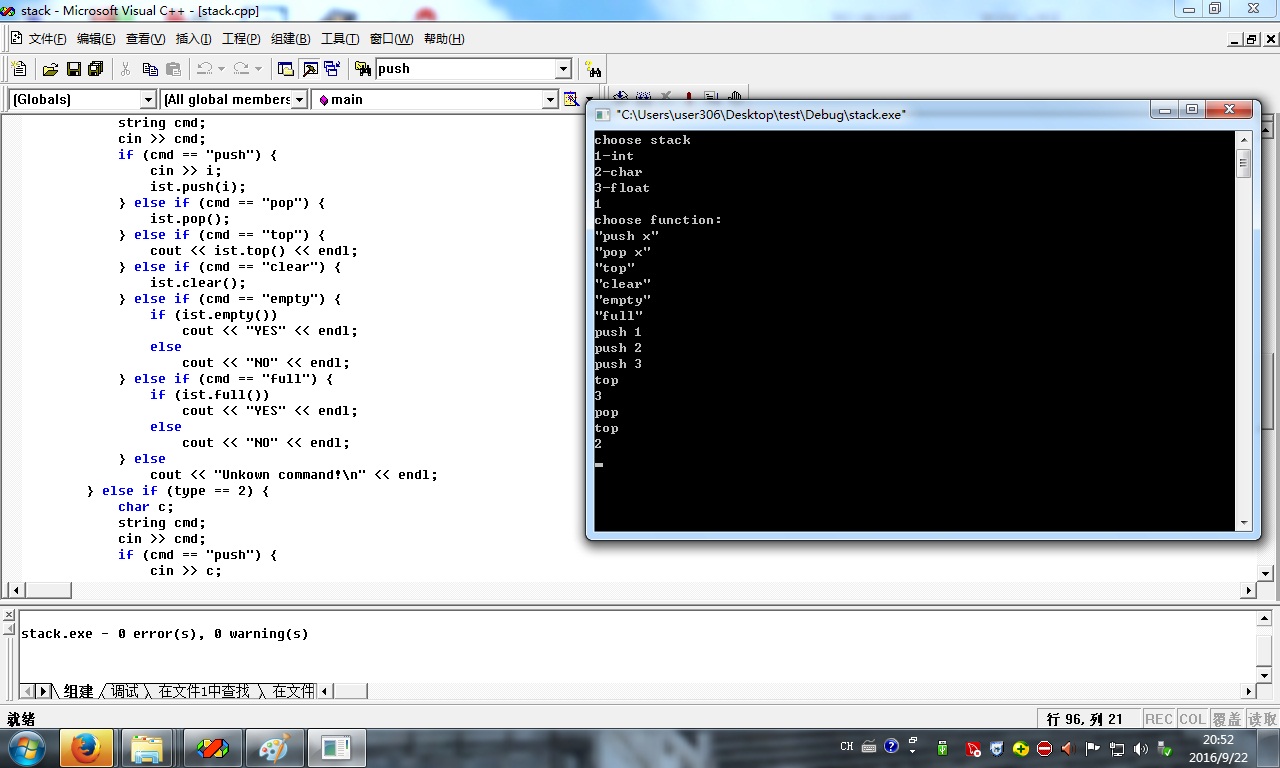 stack - Microsoft Visual C++ - [stack.cpp]
文件(F) 编辑(E) 查看(V) 插入(I) 工程(P) 组建(B) 工具(T) 窗口(W) 帮助(H)
push
(Globals) (All global members main
string cmd;
cin >> cmd;
if (cmd == "push") {
cin >> i;
ist.push(i);
} else if (cmd == "pop") {
ist.pop();
} else if (cmd == "top") {
cout << ist.top() << endl;
} else if (cmd == "clear") {
ist.clear();
} else if (cmd == "empty") {
if (ist.empty())
cout << "YES" << endl;
else
cout << "NO" << endl;
} else if (cmd == "full") {
if (ist.full())
cout << "YES" << endl;
else
cout << "NO" << endl;
} else
cout << "Unkown command!\n" << endl;
} else if (type == 2) {
char c;
string cmd;
cin >> cmd;
if (cmd == "push") {
cin >> c;
"C:\Users\user306\Desktop\test\Debug\stack.exe"
choose stack
1-int
2-char
3-float
1
choose function:
"push x"
"pop x"
"top"
"clear"
"empty"
"full"
push 1
push 2
push 3
top
3
pop
top
2
stack.exe - 0 error(s), 0 warning(s)
组建 调试 在文件1中查找 在文件
就绪
行 96, 列 21 REC COL 覆盖 读取
CH
20:52
2016/9/22